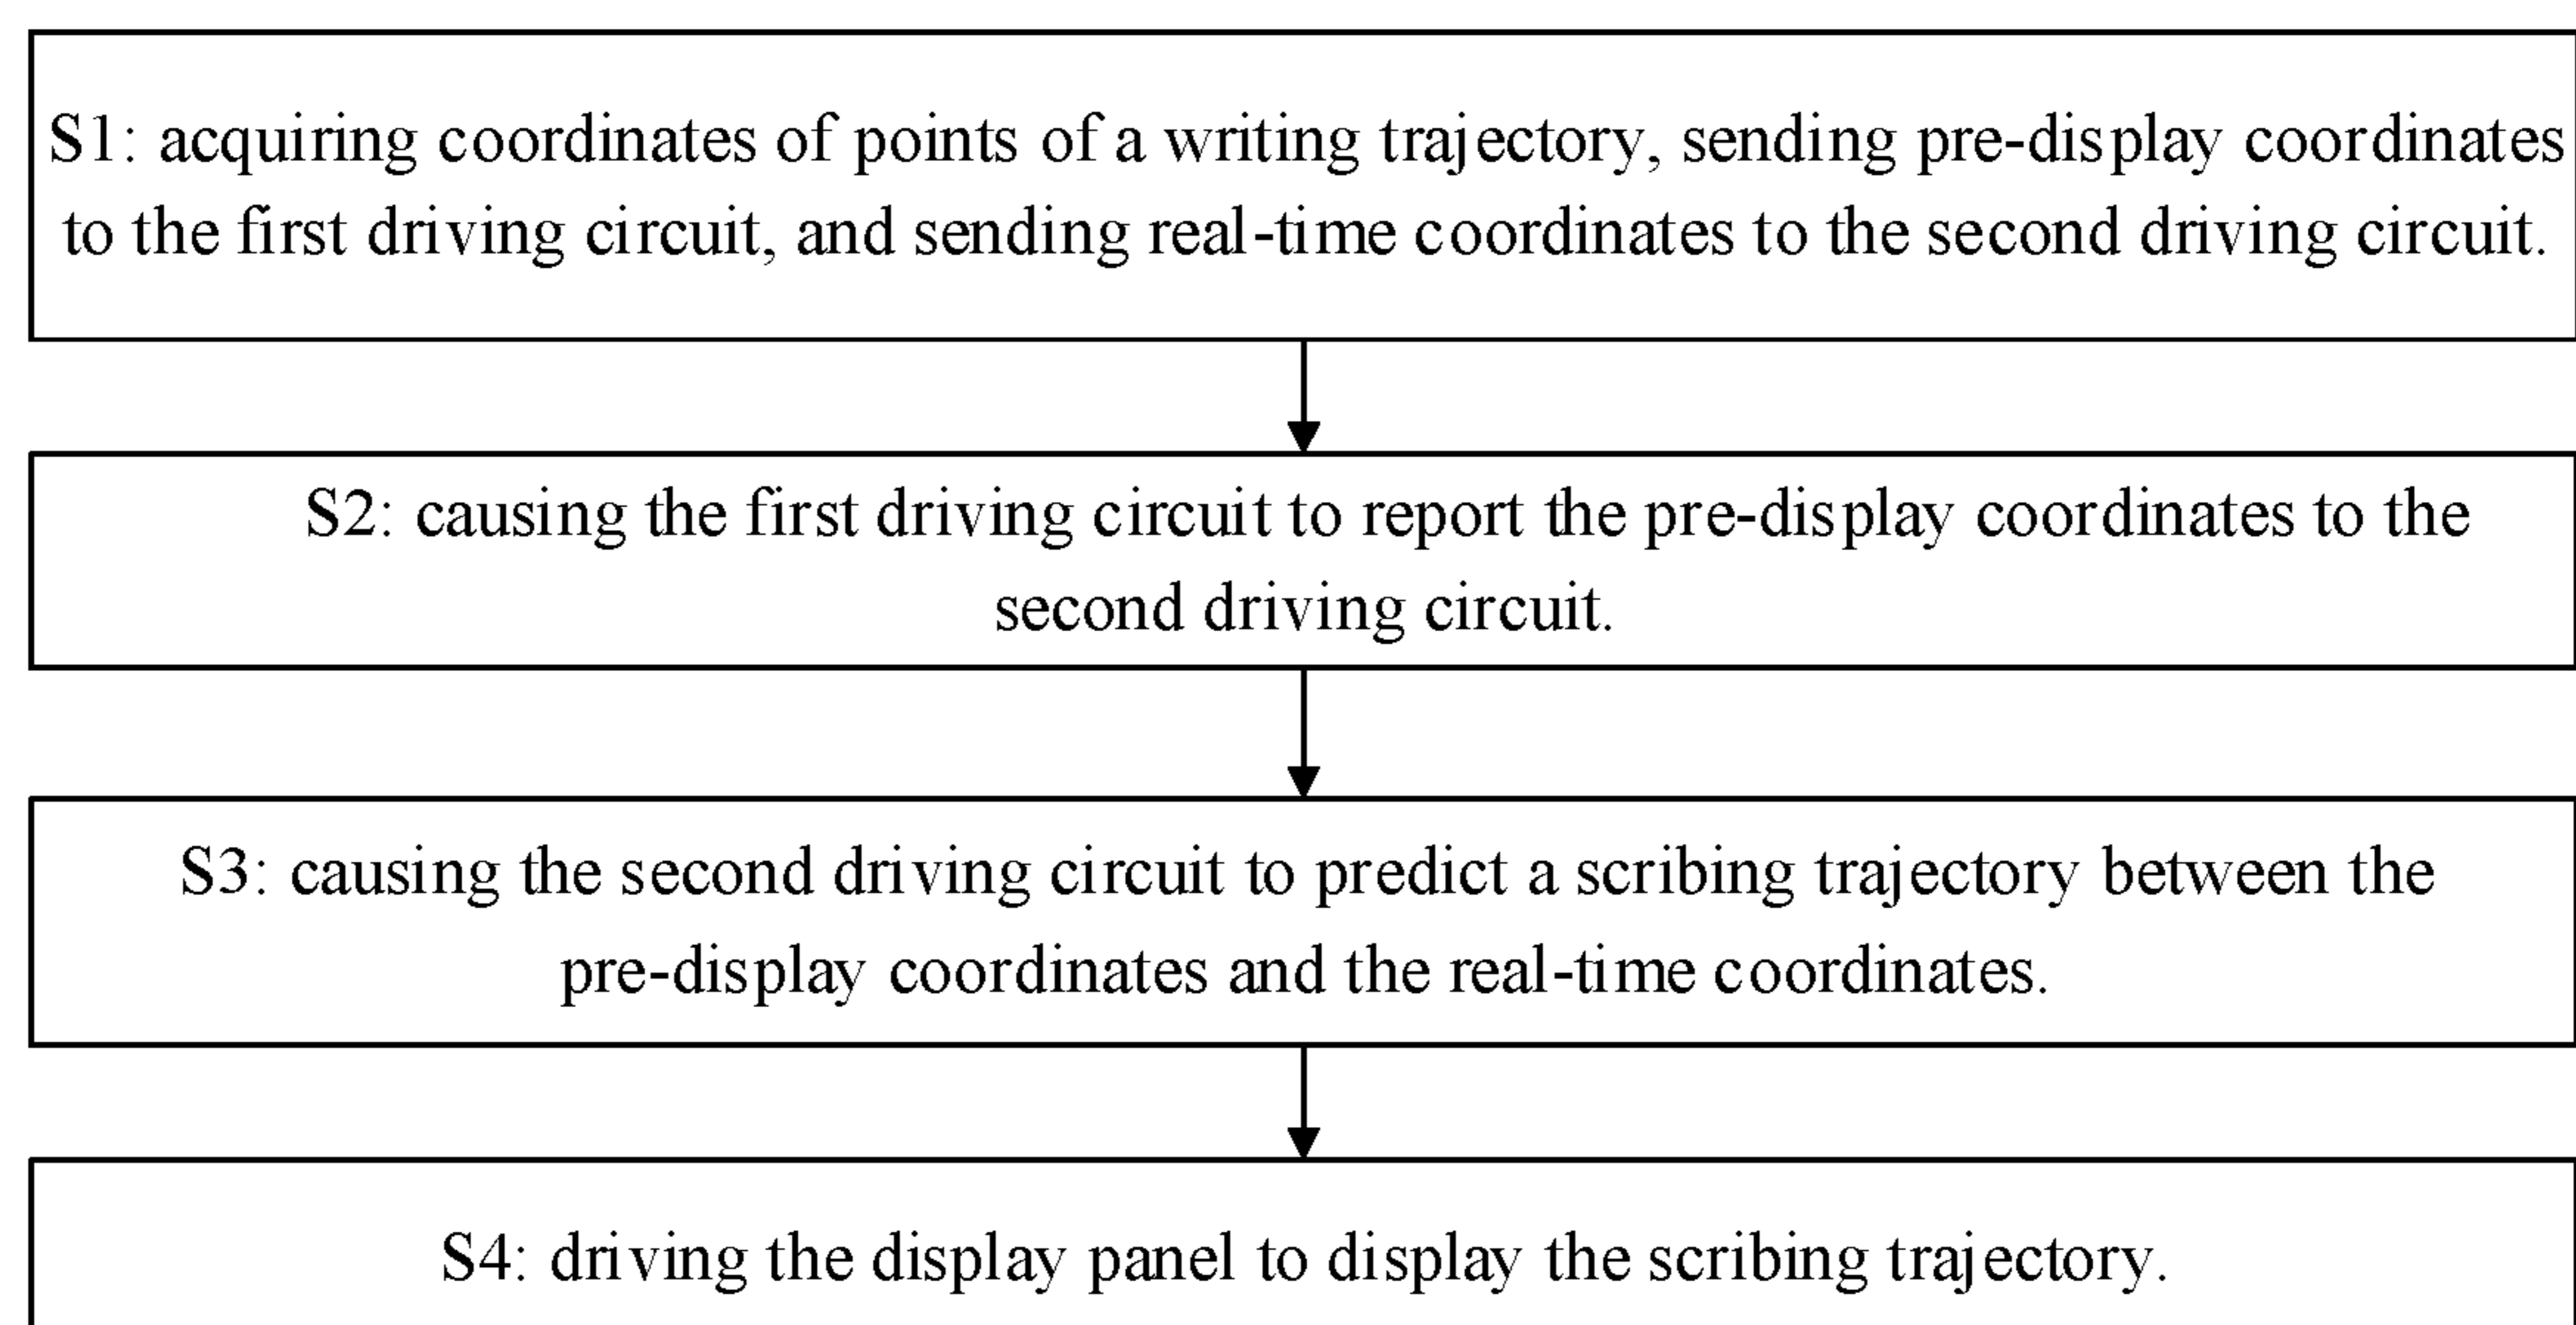 S1: acquiring coordinates of points of a writing trajectory, sending pre-display coordinates
to the first driving circuit, and sending real-time coordinates to the second driving circuit.
S2: causing the first driving circuit to report the pre-display coordinates to the
second driving circuit.
S3: causing the second driving circuit to predict a scribing trajectory between the
pre-display coordinates and the real-time coordinates.
S4: driving the display panel to display the scribing trajectory.